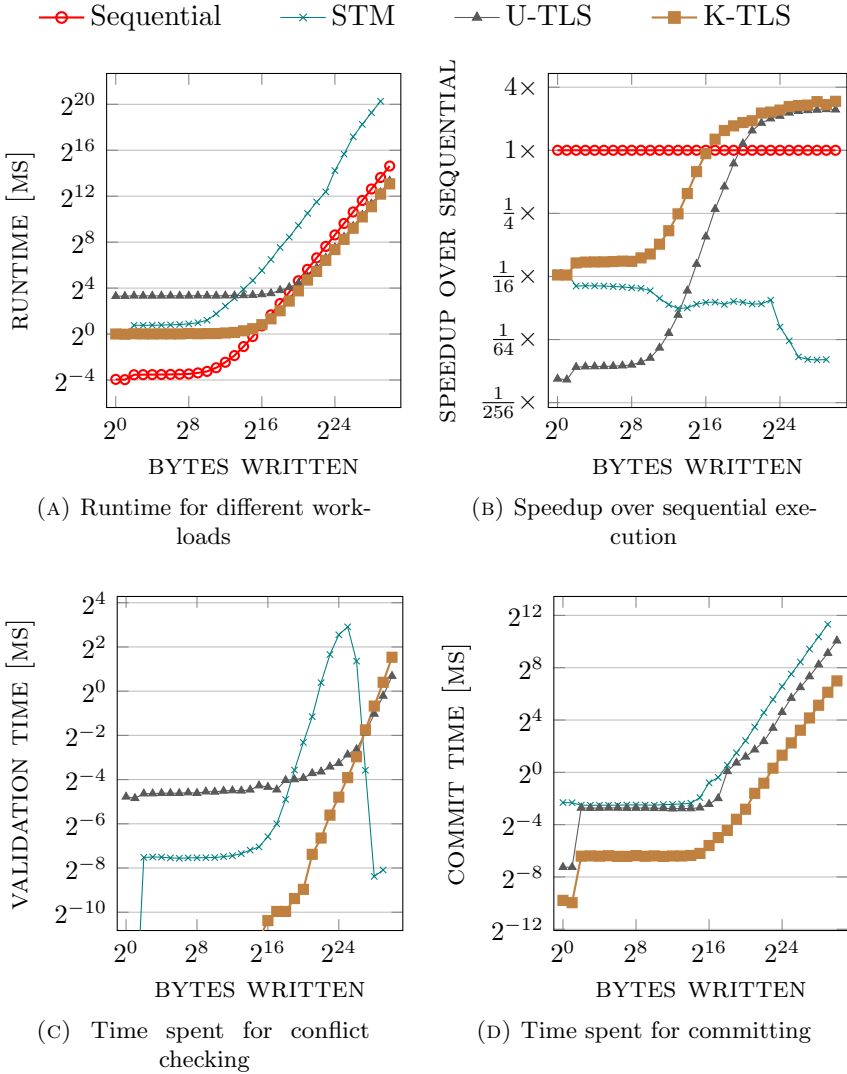 Sequential STM U-TLS K-TLS
2^20
2^16
2^12
2^8
2^4
2^0
2^−4
RUNTIME [MS]
2^0 2^8 2^16 2^24
BYTES WRITTEN
(A) Runtime for different work-
loads
4×
1×
1/4×
1/16×
1/64×
1/256×
SPEEDUP OVER SEQUENTIAL
2^0 2^8 2^16 2^24
BYTES WRITTEN
(B) Speedup over sequential exe-
cution
2^4
2^2
2^0
2^−2
2^−4
2^−6
2^−8
2^−10
VALIDATION TIME [MS]
2^0 2^8 2^16 2^24
BYTES WRITTEN
(C) Time spent for conflict
checking
2^12
2^8
2^4
2^0
2^−4
2^−8
2^−12
COMMIT TIME [MS]
2^0 2^8 2^16 2^24
BYTES WRITTEN
(D) Time spent for committing